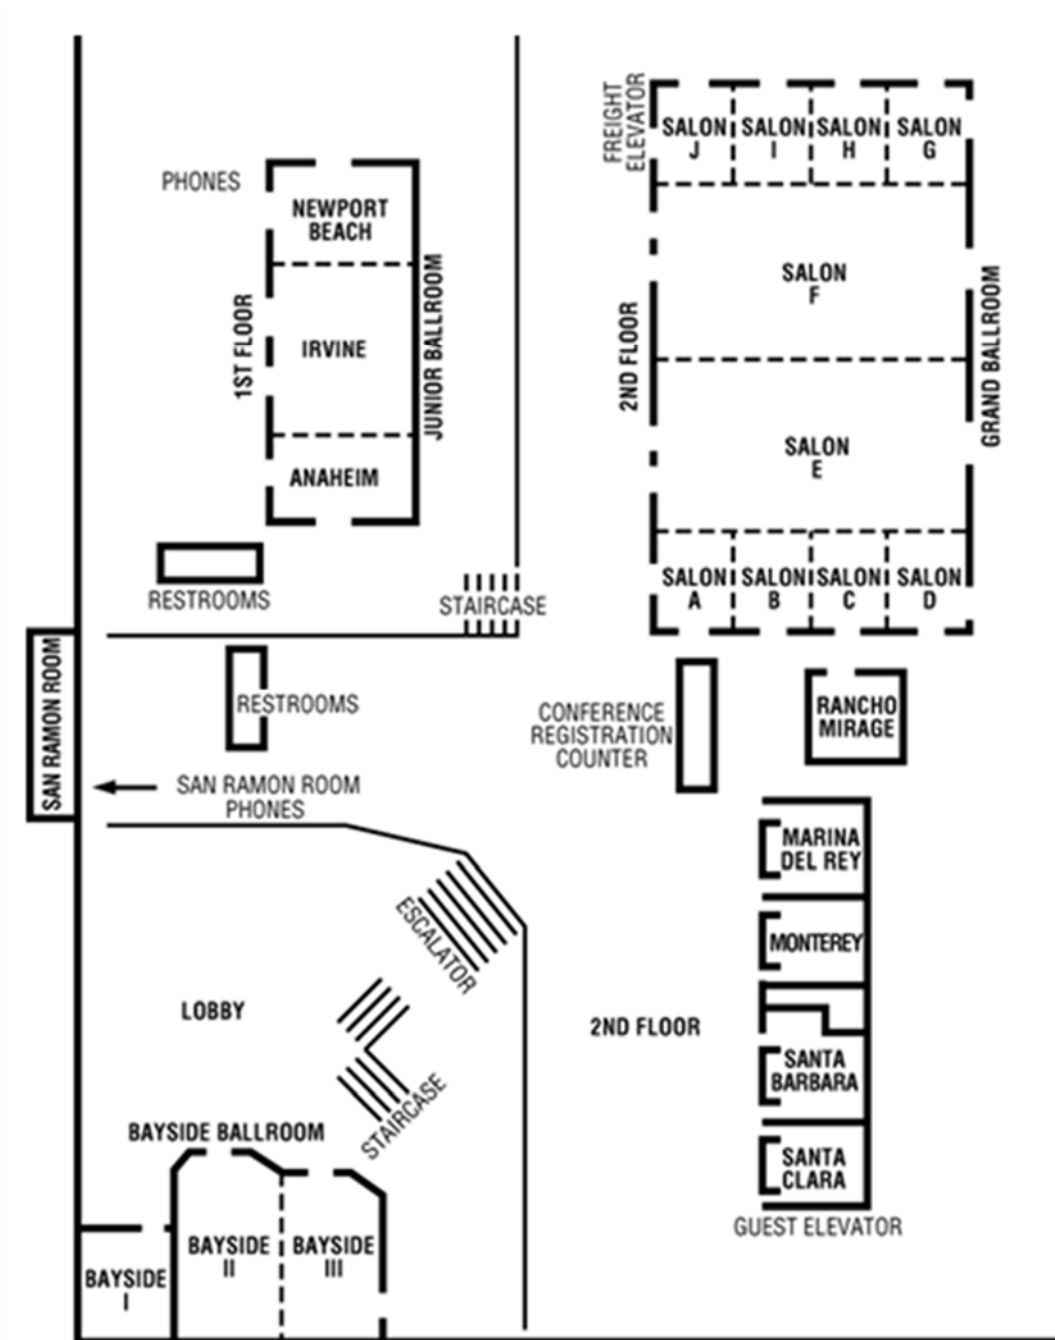 PHONES
NEWPORT
BEACH
1ST FLOOR
IRVINE
JUNIOR BALLROOM
ANAHEIM
RESTROOMS
STAIRCASE
FREIGHT
ELEVATOR
SALON
J
SALON
I
SALON
H
SALON
G
SALON
F
2ND FLOOR
GRAND BALLROOM
SALON
E
SALON
A
SALON
B
SALON
C
SALON
D
SAN RAMON ROOM
RESTROOMS
SAN RAMON ROOM
PHONES
CONFERENCE
REGISTRATION
COUNTER
RANCHO
MIRAGE
MARINA
DEL REY
MONTEREY
SANTA
BARBARA
SANTA
CLARA
GUEST ELEVATOR
2ND FLOOR
ESCALATOR
LOBBY
STAIRCASE
BAYSIDE BALLROOM
BAYSIDE
I
BAYSIDE
II
BAYSIDE
III